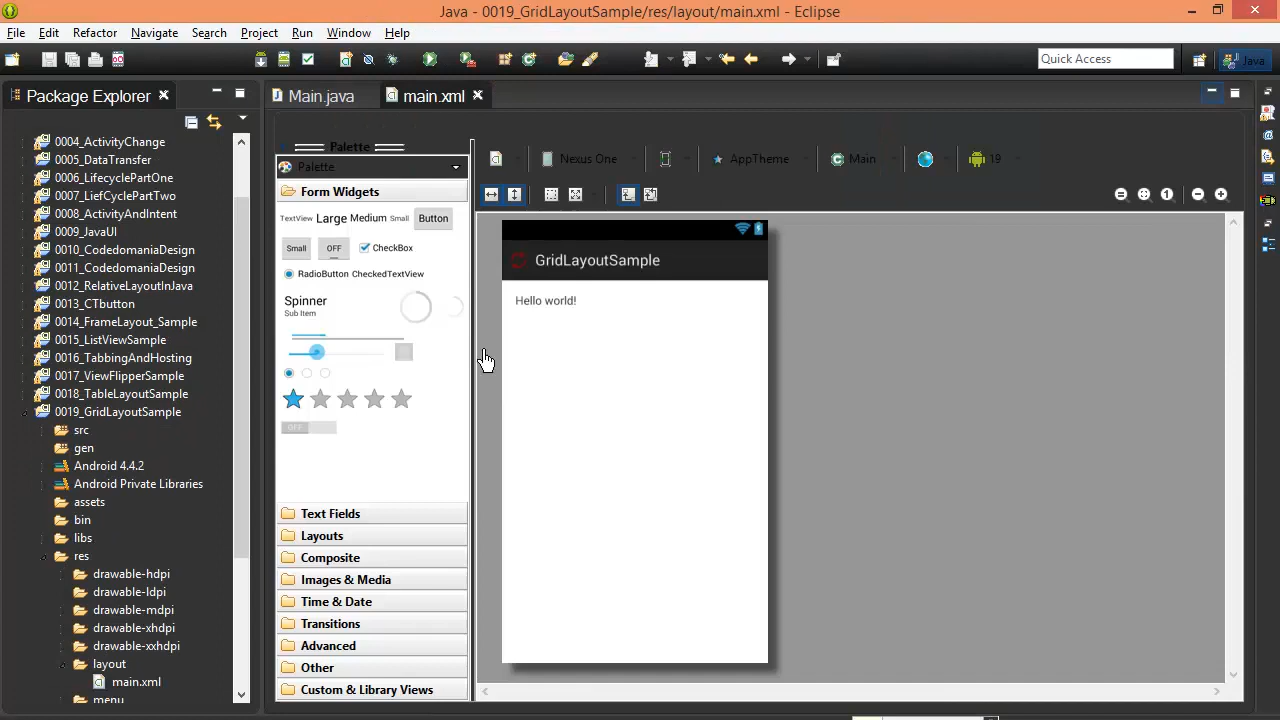 Java - 0019_GridLayoutSample/res/layout/main.xml - Eclipse
File Edit Refactor Navigate Search Project Run Window Help
Quick Access
Java
Package Explorer
Main.java
main.xml
0004_ActivityChange
0005_DataTransfer
0006_LifecyclePartOne
0007_LiefCyclePartTwo
0008_ActivityAndIntent
0009_JavaUI
0010_CodedomaniaDesign
0011_CodedomaniaDesign
0012_RelativeLayoutInJava
0013_CTbutton
0014_FrameLayout_Sample
0015_ListViewSample
0016_TabbingAndHosting
0017_ViewFlipperSample
0018_TableLayoutSample
0019_GridLayoutSample
src
gen
Android 4.4.2
Android Private Libraries
assets
bin
libs
res
drawable-hdpi
drawable-ldpi
drawable-mdpi
drawable-xhdpi
drawable-xxhdpi
layout
main.xml
menu
Palette
Palette
Form Widgets
TextView Large Medium Small Button
Small OFF CheckBox
RadioButton CheckedTextView
Spinner
Sub Item
OFF
Text Fields
Layouts
Composite
Images & Media
Time & Date
Transitions
Advanced
Other
Custom & Library Views
Nexus One AppTheme Main 19
1
GridLayoutSample
Hello world!